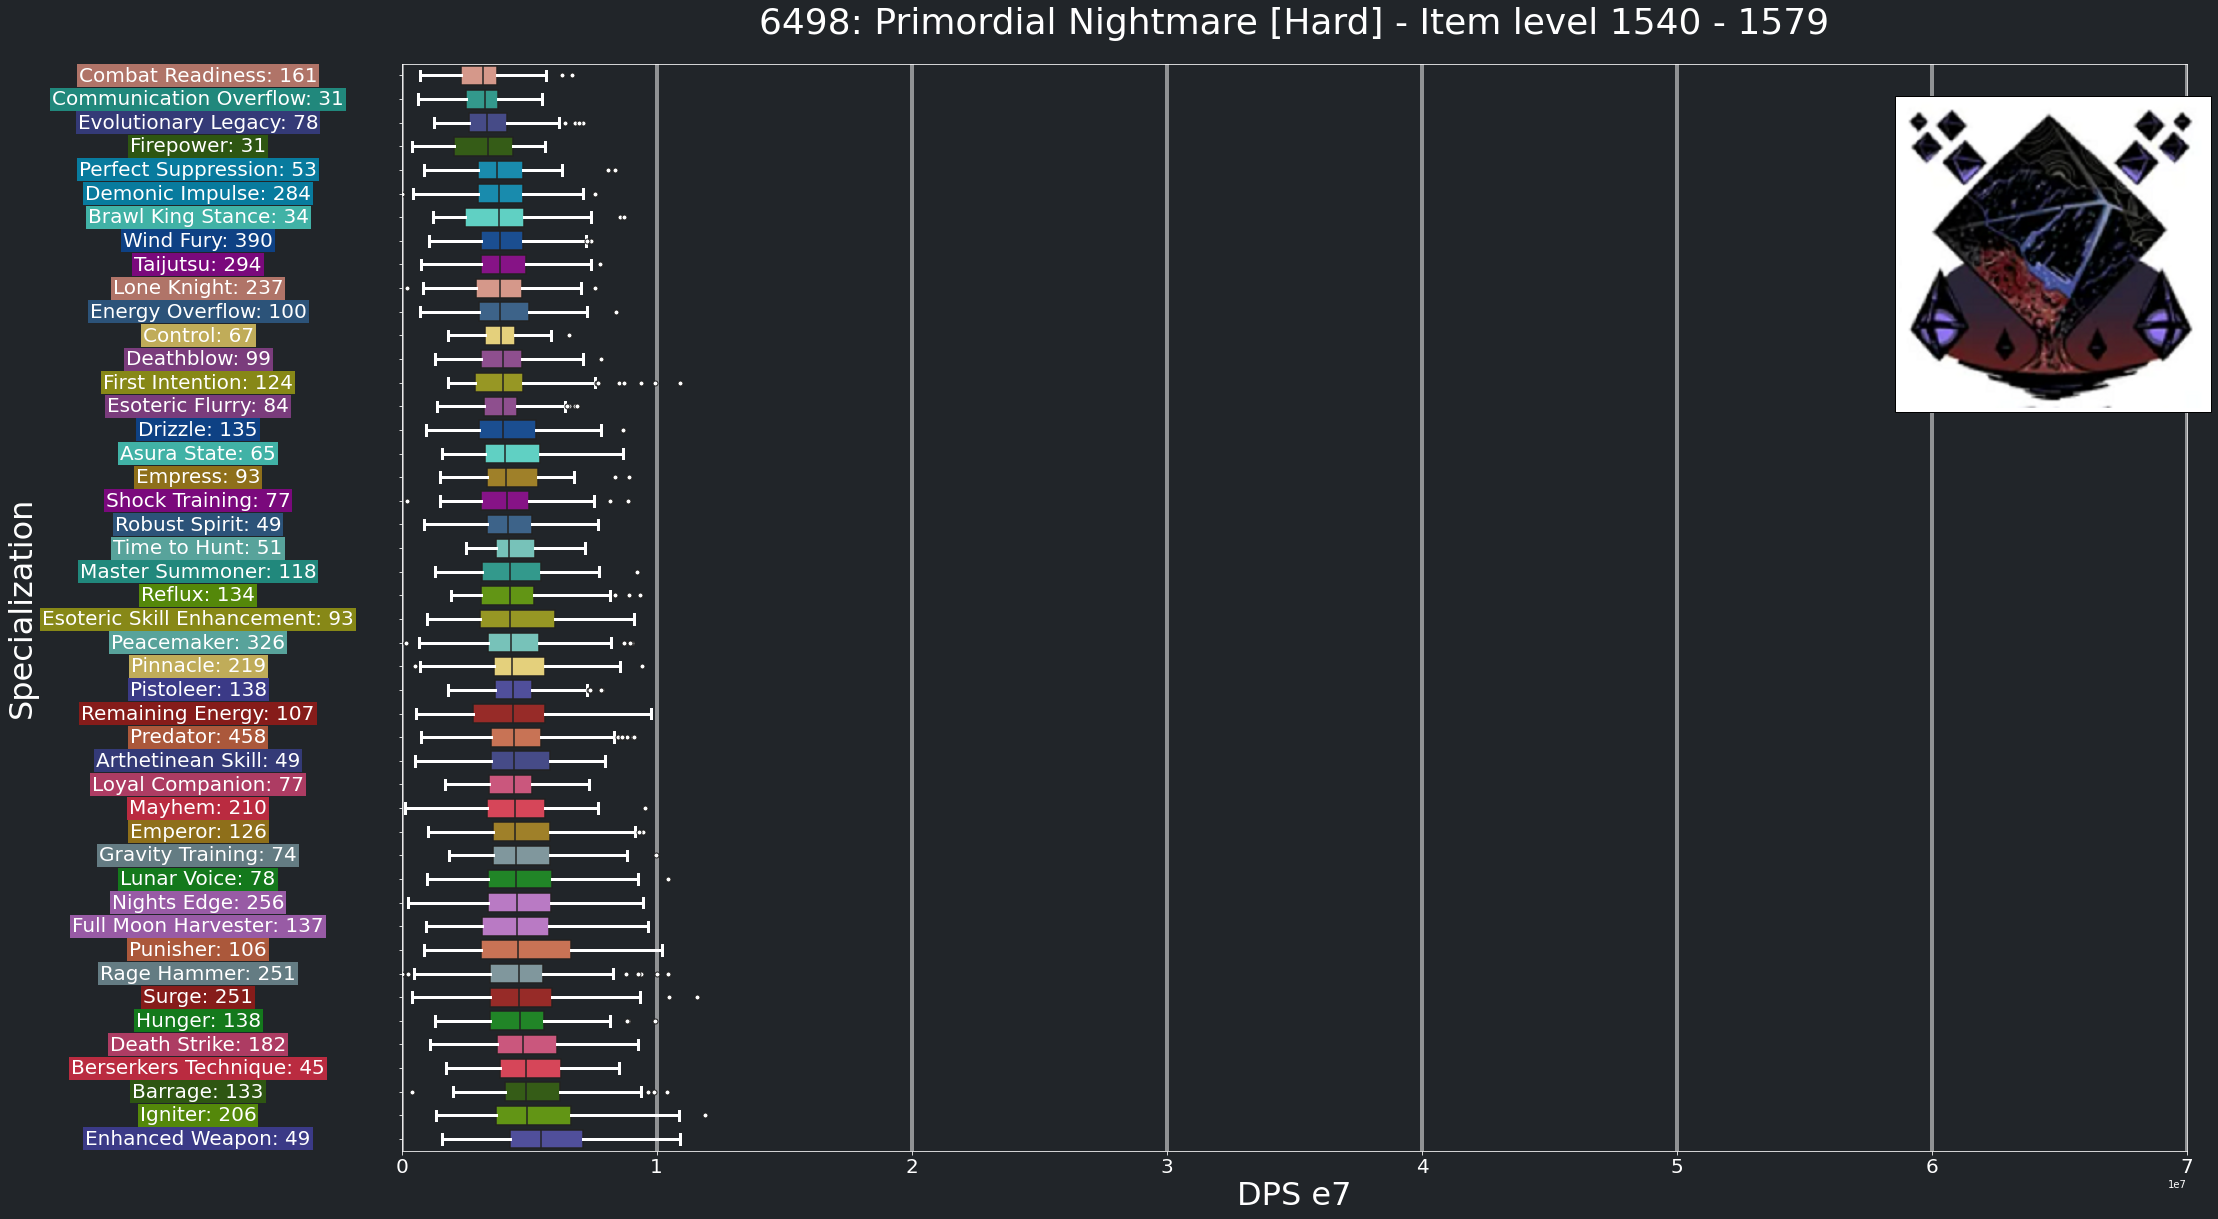 6498: Primordial Nightmare [Hard] - Item level 1540 - 1579
Combat Readiness: 161
Communication Overflow: 31
Evolutionary Legacy: 78
Firepower: 31
Perfect Suppression: 53
Demonic Impulse: 284
Brawl King Stance: 34
Wind Fury: 390
Taijutsu: 294
Lone Knight: 237
Energy Overflow: 100
Control: 67
Deathblow: 99
First Intention: 124
Esoteric Flurry: 84
Drizzle: 135
Asura State: 65
Empress: 93
Shock Training: 77
Robust Spirit: 49
Time to Hunt: 51
Master Summoner: 118
Reflux: 134
Esoteric Skill Enhancement: 93
Peacemaker: 326
Pinnacle: 219
Pistoleer: 138
Remaining Energy: 107
Predator: 458
Arthetinean Skill: 49
Loyal Companion: 77
Mayhem: 210
Emperor: 126
Gravity Training: 74
Lunar Voice: 78
Nights Edge: 256
Full Moon Harvester: 137
Punisher: 106
Rage Hammer: 251
Surge: 251
Hunger: 138
Death Strike: 182
Berserkers Technique: 45
Barrage: 133
Igniter: 206
Enhanced Weapon: 49
Specialization
0 1 2 3 4 5 6 7
1e7
DPS e7